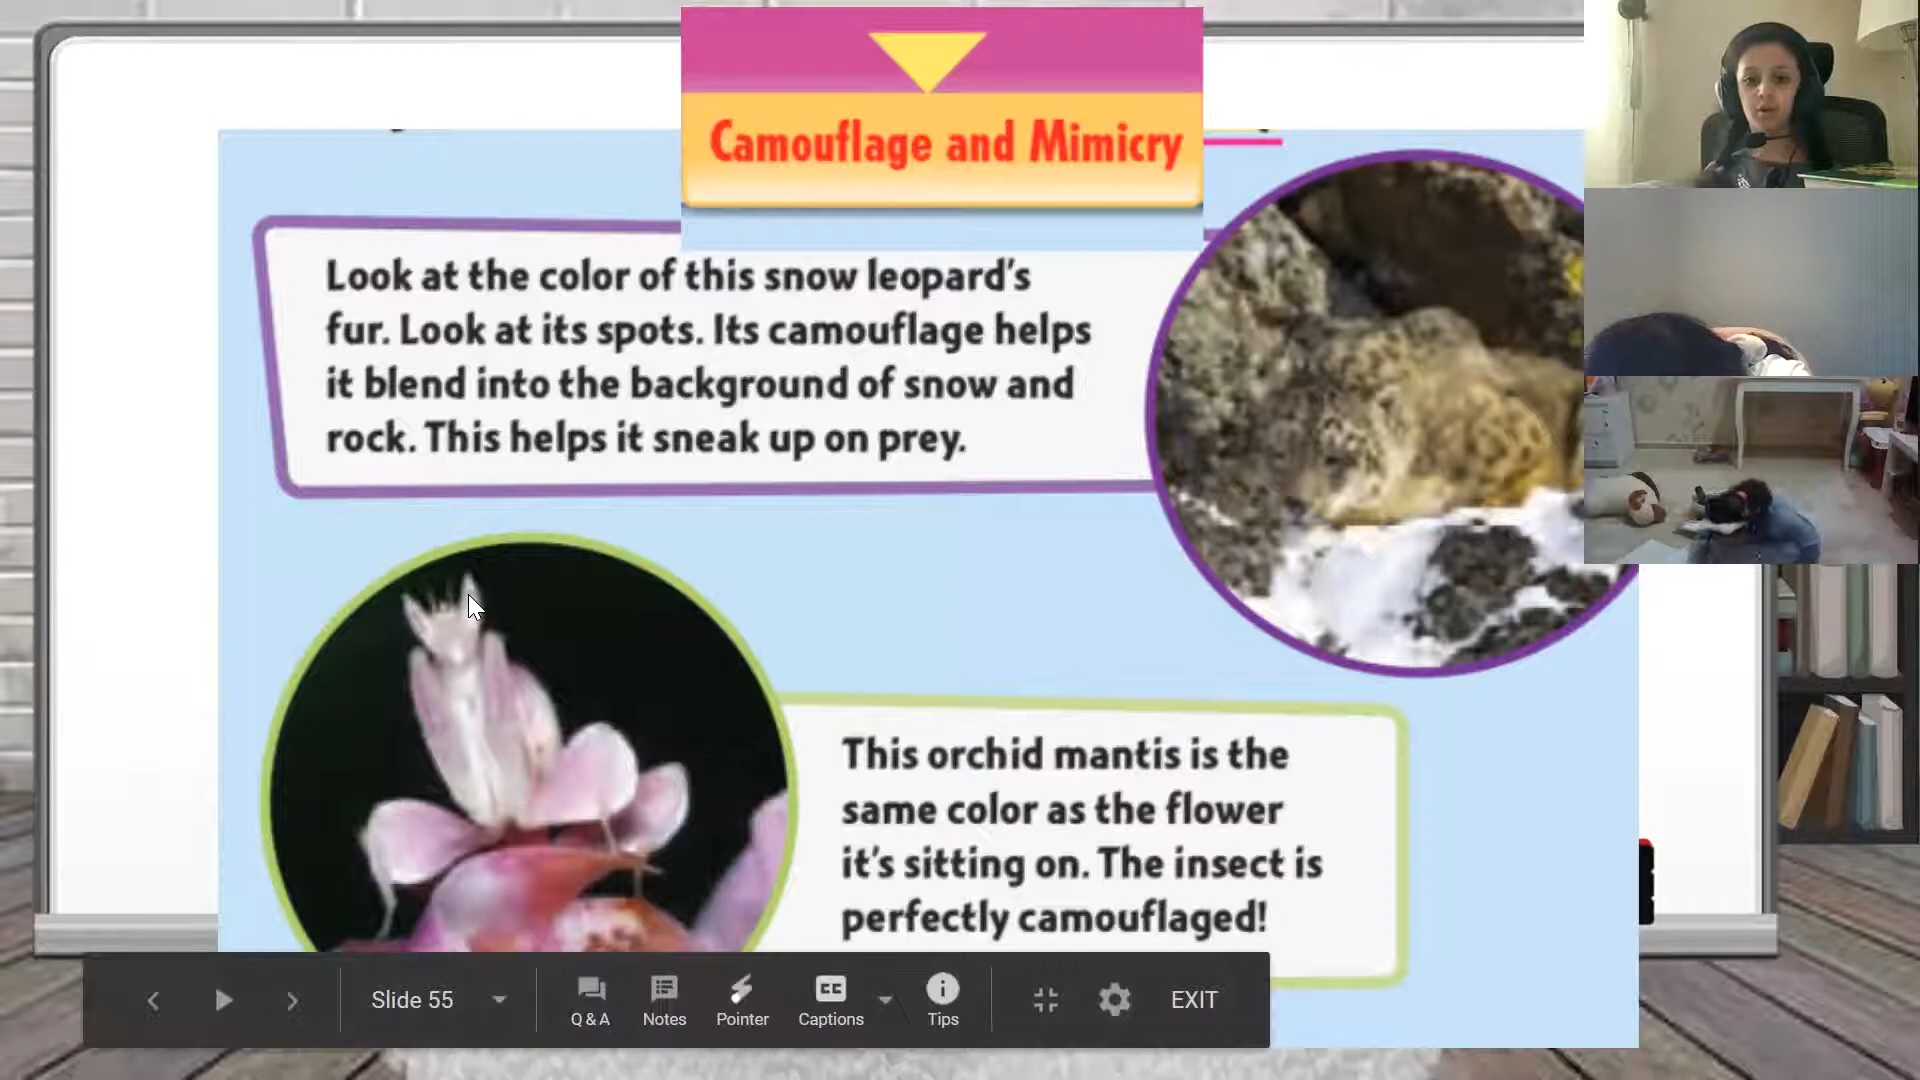 Camouflage and Mimicry
Look at the color of this snow leopard's
fur. Look at its spots. Its camouflage helps
it blend into the background of snow and
rock. This helps it sneak up on prey.
This orchid mantis is the
same color as the flower
it's sitting on. The insect is
perfectly camouflaged!
Slide 55
Q & A
Notes
Pointer
CC
Captions
Tips
EXIT